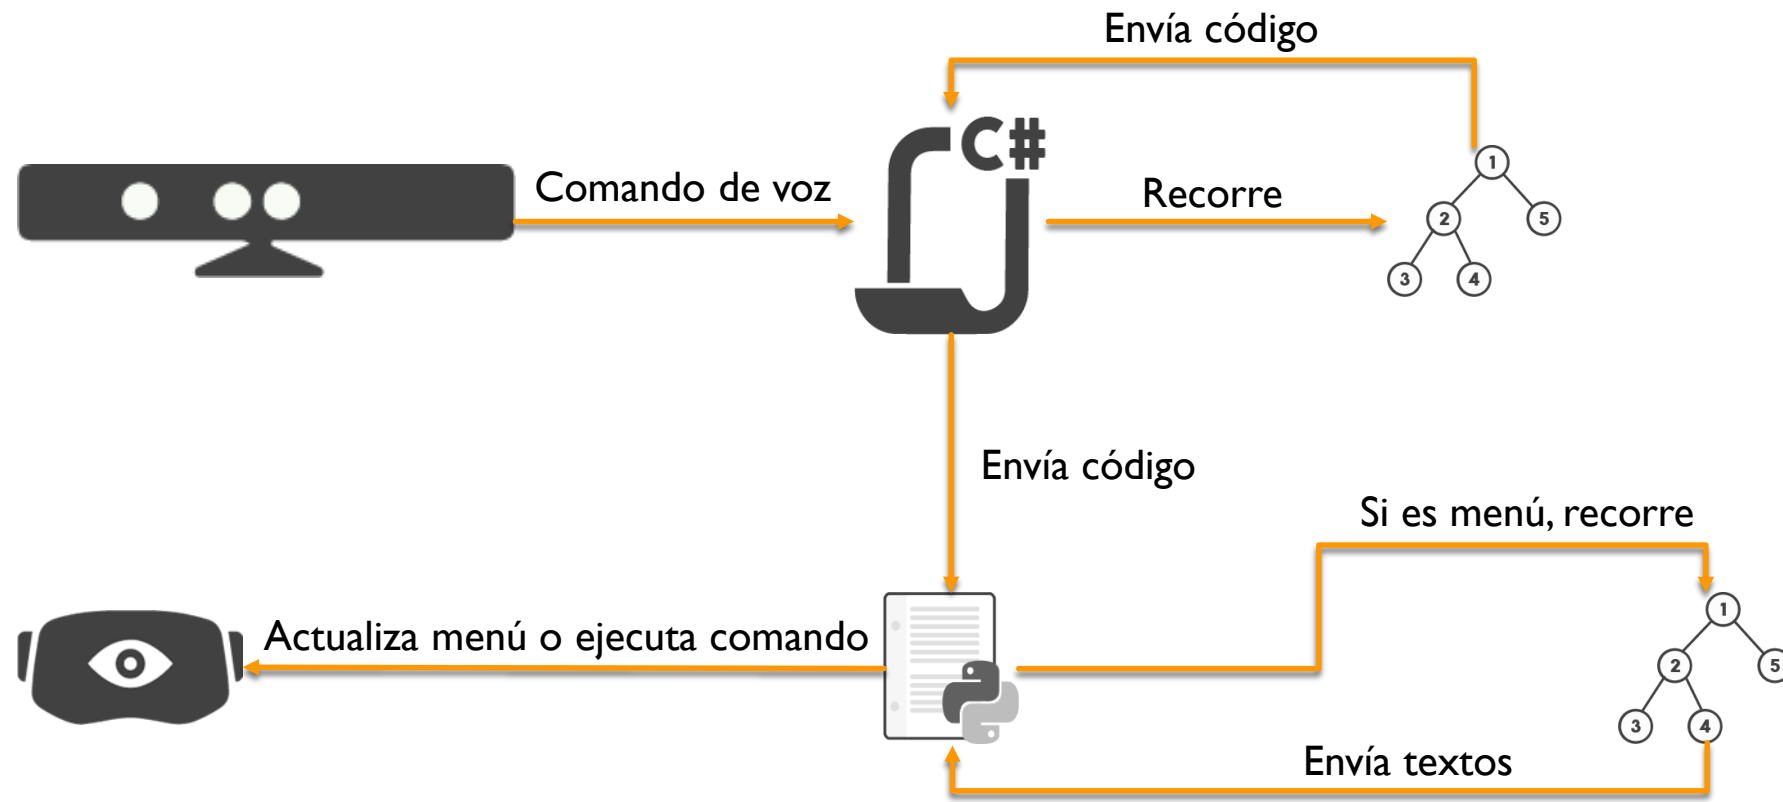 Envía código
C#
Comando de voz
Recorre
1
2
5
3
4
Envía código
Si es menú, recorre
Actualiza menú o ejecuta comando
1
2
5
3
4
Envía textos